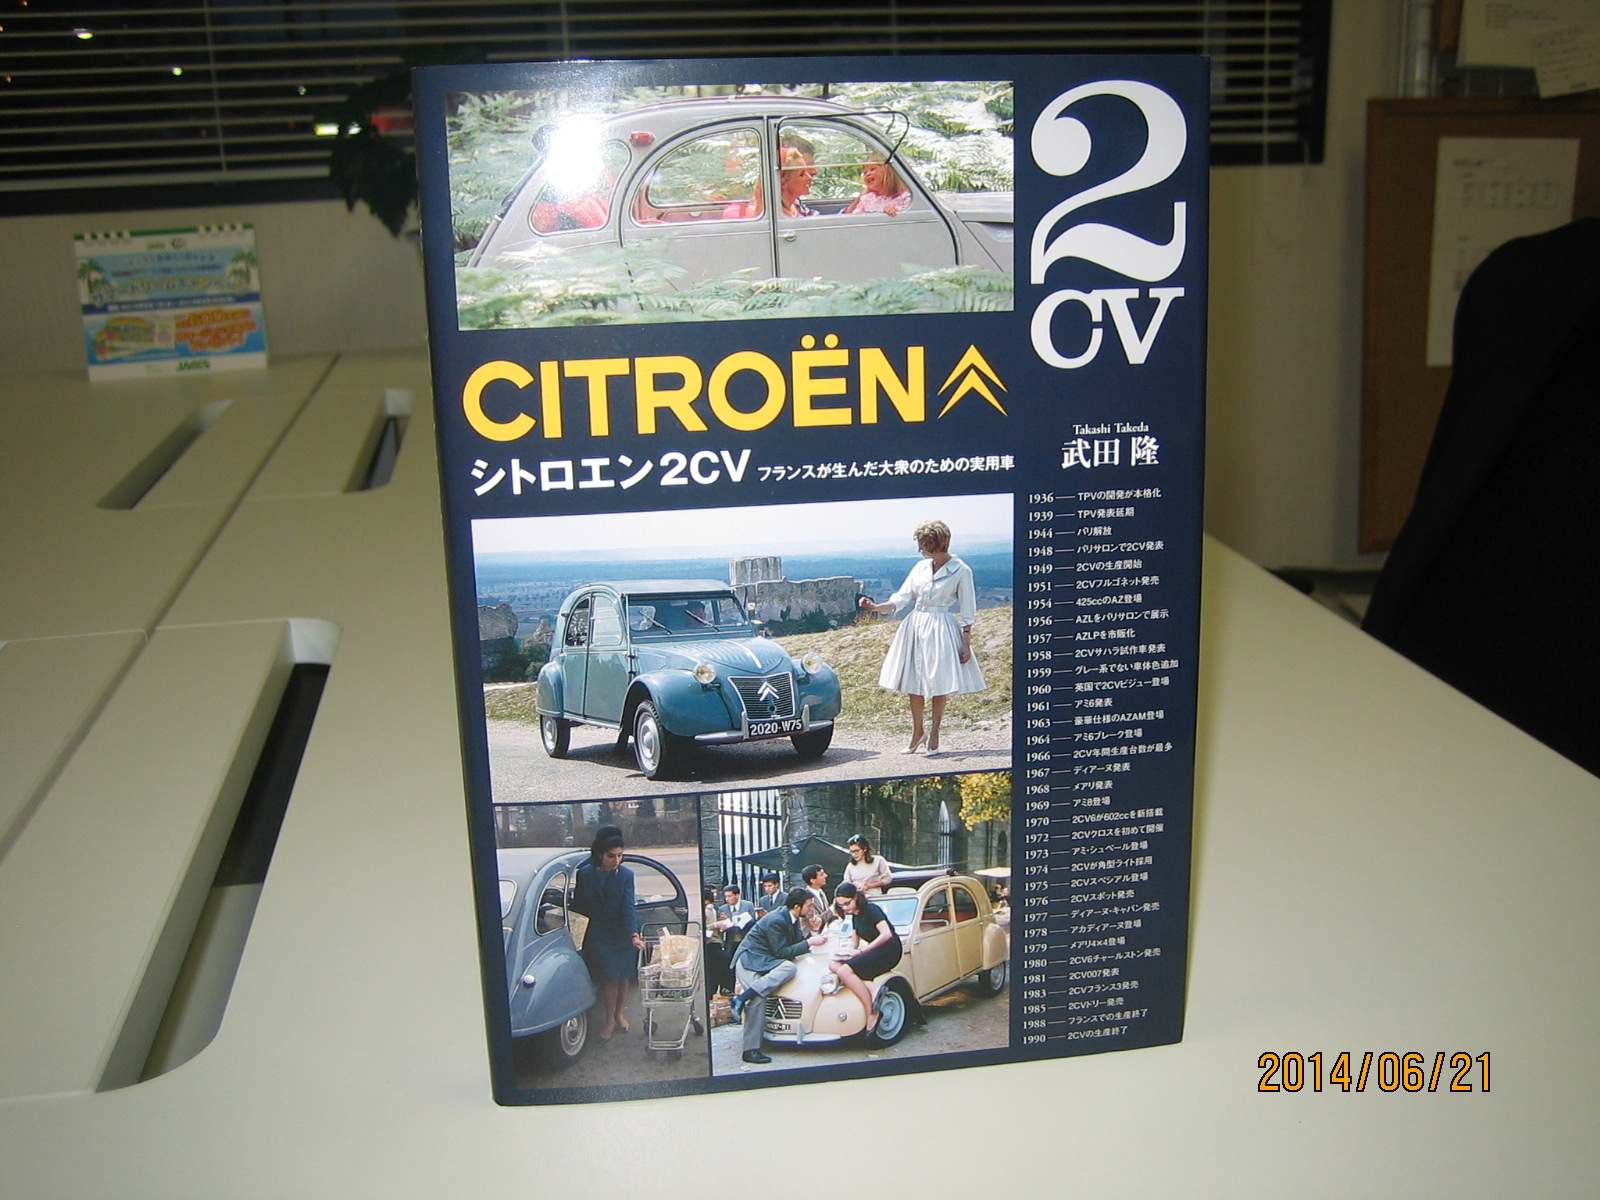 2
CV
CITROËN
シトロエン2CV フランスが生んだ大衆のための実用車
Takashi Takeda
武田 隆
1936 — TPVの開発が本格化
1939 — TPV発表延期
1944 — パリ解放
1948 — パリサロンで2CV発表
1949 — 2CVの生産開始
1951 — 2CVフルゴネット発売
1954 — 425ccのAZ登場
1956 — AZLをパリサロンで展示
1957 — AZLPを市販化
1958 — 2CVサハラ試作車発表
1959 — グレー系でない車体色追加
1960 — 英国で2CVビジュー登場
1961 — アミ6発表
1963 — 豪華仕様のAZAM登場
1964 — アミ6ブレーク登場
1966 — 2CV年間生産台数が最多
1967 — ディアーヌ発表
1968 — メアリ発表
1969 — アミ8登場
1970 — 2CV6が602ccを新搭載
1972 — 2CVクロスを初めて開催
1973 — アミ・シュペール登場
1974 — 2CVが角型ライト採用
1975 — 2CVスペシャル登場
1976 — 2CVスポット発売
1977 — ディアーヌ・キャバン発売
1978 — アカディアーヌ登場
1979 — メアリ4×4登場
1980 — 2CV6チャールストン発売
1981 — 2CV007発表
1983 — 2CVフランス3発売
1985 — 2CVドリー発売
1988 — フランスでの生産終了
1990 — 2CVの生産終了
2020-W75
JACCS
2014/06/21